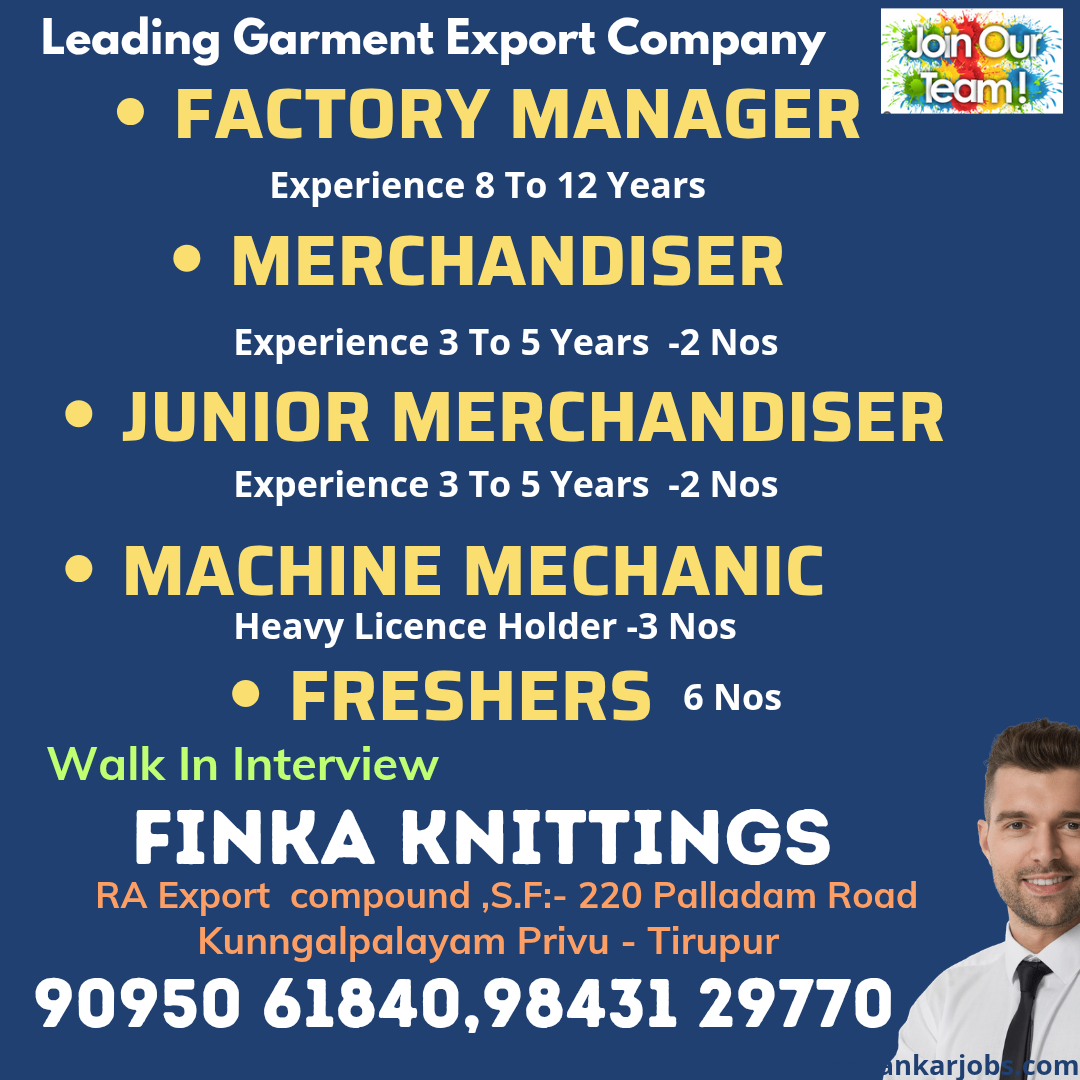 Leading Garment Export Company
Join Our
Team !
• FACTORY MANAGER
Experience 8 To 12 Years
• MERCHANDISER
Experience 3 To 5 Years -2 Nos
• JUNIOR MERCHANDISER
Experience 3 To 5 Years -2 Nos
• MACHINE MECHANIC
Heavy Licence Holder -3 Nos
• FRESHERS 6 Nos
Walk In Interview
FINKA KNITTINGS
RA Export compound ,S.F:- 220 Palladam Road
Kunngalpalayam Privu - Tirupur
90950 61840,98431 29770
ankarjobs.com